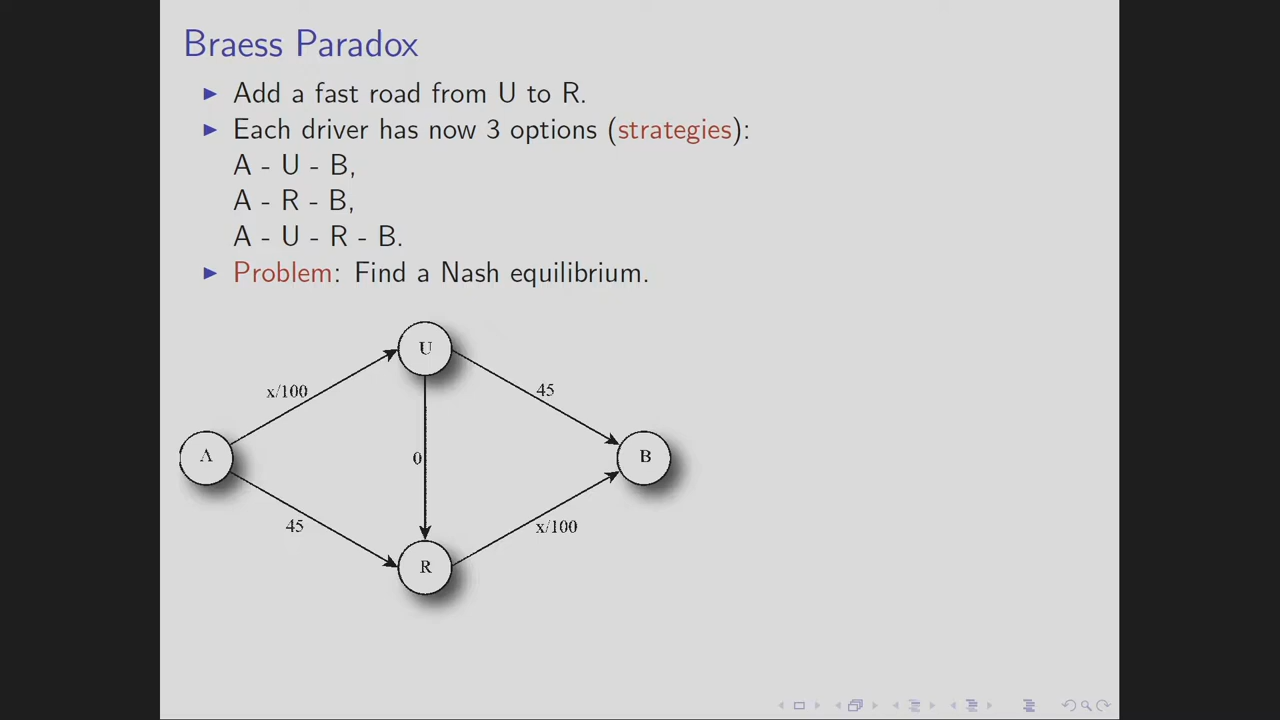 Braess Paradox
Add a fast road from U to R.
Each driver has now 3 options (strategies):
A - U - B,
A - R - B,
A - U - R - B.
Problem: Find a Nash equilibrium.
U
x/100
45
A
0
B
45
x/100
R